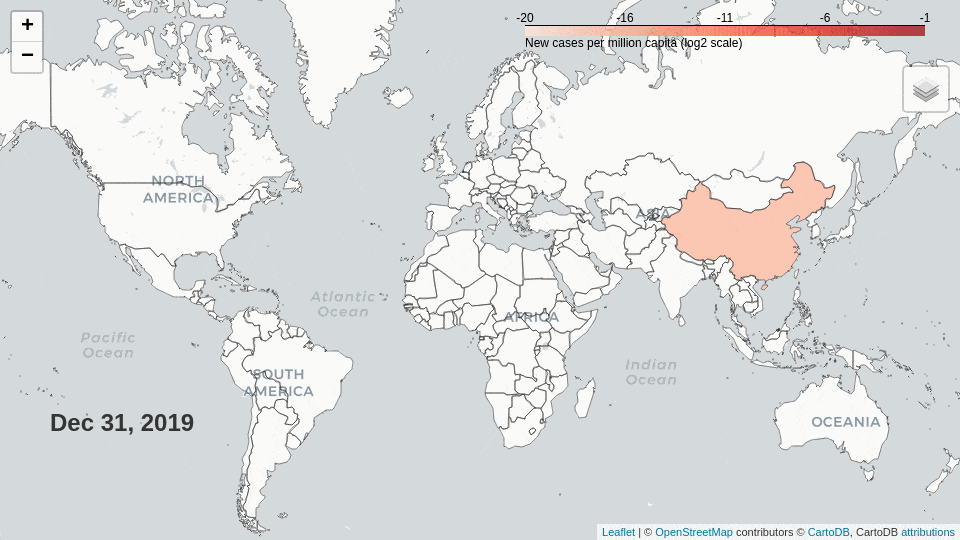 +
−
-20 -16 -11 -6 -1
New cases per million capita (log2 scale)
NORTH
AMERICA
ASIA
Atlantic
Ocean
AFRICA
Pacific
Ocean
Indian
Ocean
SOUTH
AMERICA
Dec 31, 2019
OCEANIA
Leaflet | © OpenStreetMap contributors © CartoDB, CartoDB attributions